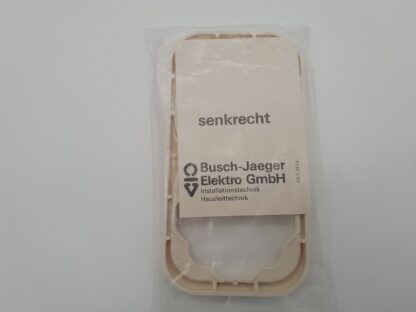 senkrecht
Busch-Jaeger
Elektro GmbH
Installationstechnik
Hausleittechnik